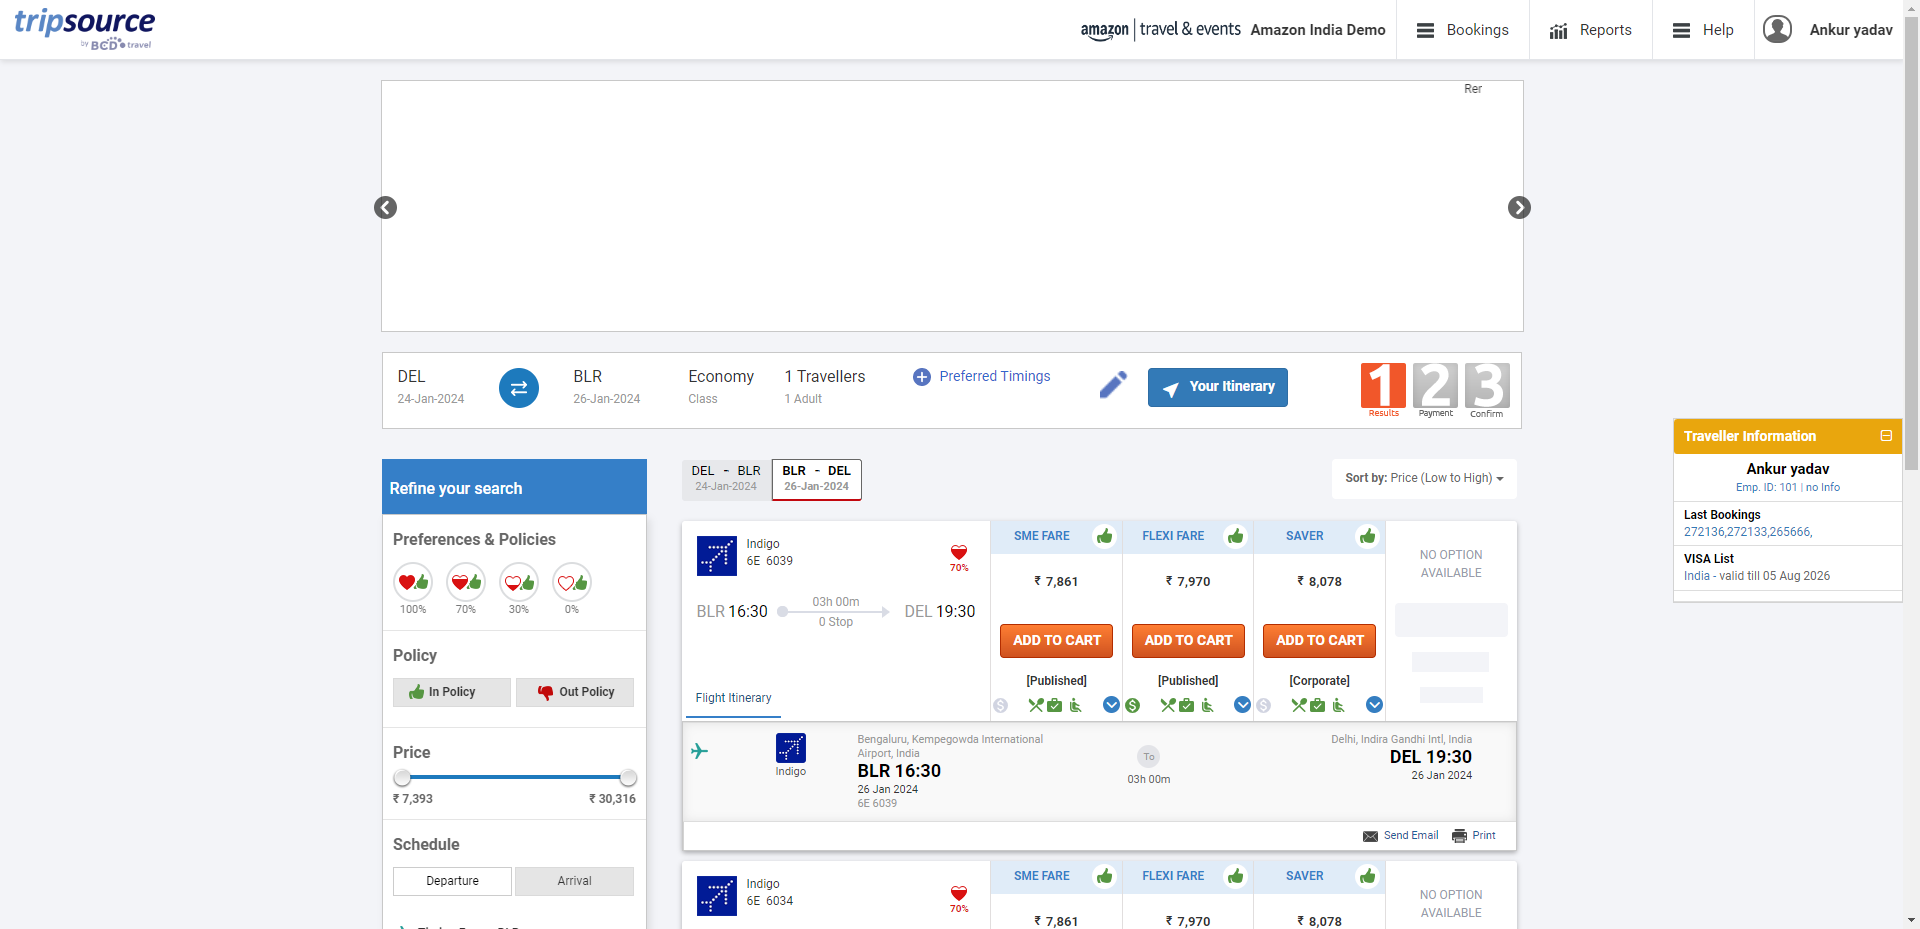 tripsource
by BCD travel
amazon | travel & events Amazon India Demo
Bookings
Reports
Help
Ankur yadav
Rer
DEL
24-Jan-2024
BLR
26-Jan-2024
Economy
Class
1 Travellers
1 Adult
Preferred Timings
Your Itinerary
1 2 3
Results Payment Confirm
Traveller Information
Ankur yadav
Emp. ID: 101 | no Info
Last Bookings
272136,272133,265666,
VISA List
India - valid till 05 Aug 2026
Refine your search
Preferences & Policies
100% 70% 30% 0%
Policy
In Policy
Out Policy
Price
₹ 7,393 ₹ 30,316
Schedule
Departure
Arrival
DEL - BLR
24-Jan-2024
BLR - DEL
26-Jan-2024
Sort by: Price (Low to High)
Indigo
6E 6039
70%
BLR 16:30
03h 00m
0 Stop
DEL 19:30
Flight Itinerary
SME FARE
₹ 7,861
ADD TO CART
[Published]
FLEXI FARE
₹ 7,970
ADD TO CART
[Published]
SAVER
₹ 8,078
ADD TO CART
[Corporate]
NO OPTION
AVAILABLE
Indigo
Bengaluru, Kempegowda International
Airport, India
BLR 16:30
26 Jan 2024
6E 6039
To
03h 00m
Delhi, Indira Gandhi Intl, India
DEL 19:30
26 Jan 2024
Send Email
Print
Indigo
6E 6034
70%
SME FARE
₹ 7,861
FLEXI FARE
₹ 7,970
SAVER
₹ 8,078
NO OPTION
AVAILABLE